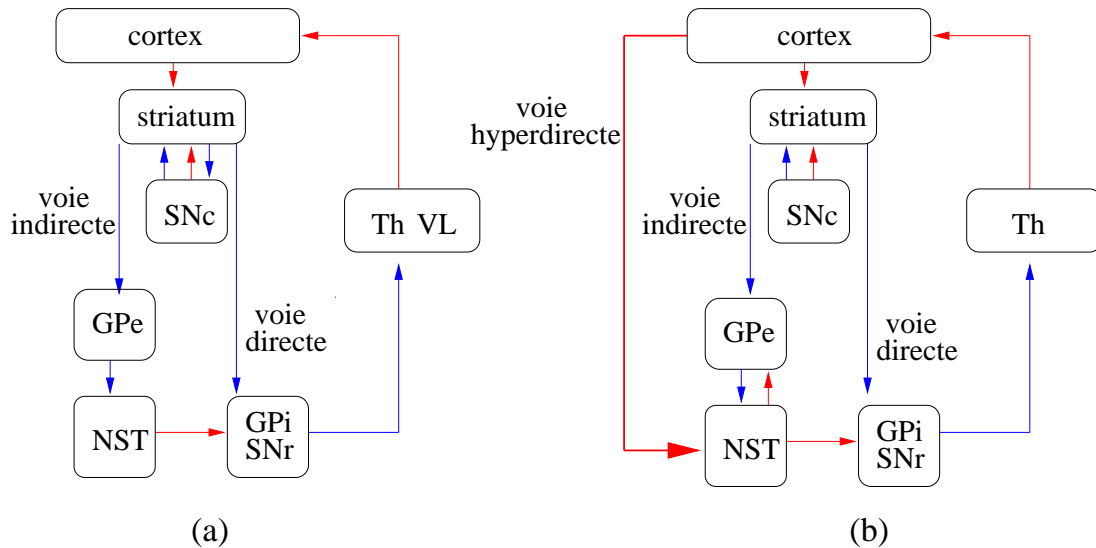 cortex
striatum
voie
indirecte
SNc
Th VL
GPe
voie
directe
NST
GPi
SNr
(a)
cortex
voie
hyperdirecte
striatum
voie
indirecte
SNc
Th
GPe
voie
directe
NST
GPi
SNr
(b)